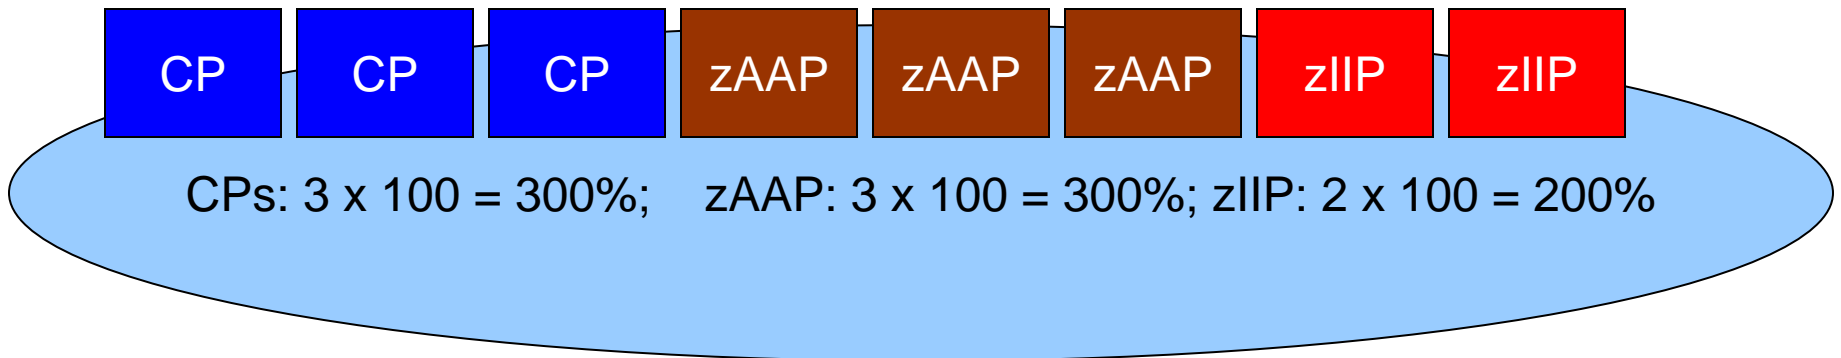 CP CP CP zAAP zAAP zAAP zIIP zIIP
CPs: 3 x 100 = 300%; zAAP: 3 x 100 = 300%; zIIP: 2 x 100 = 200%